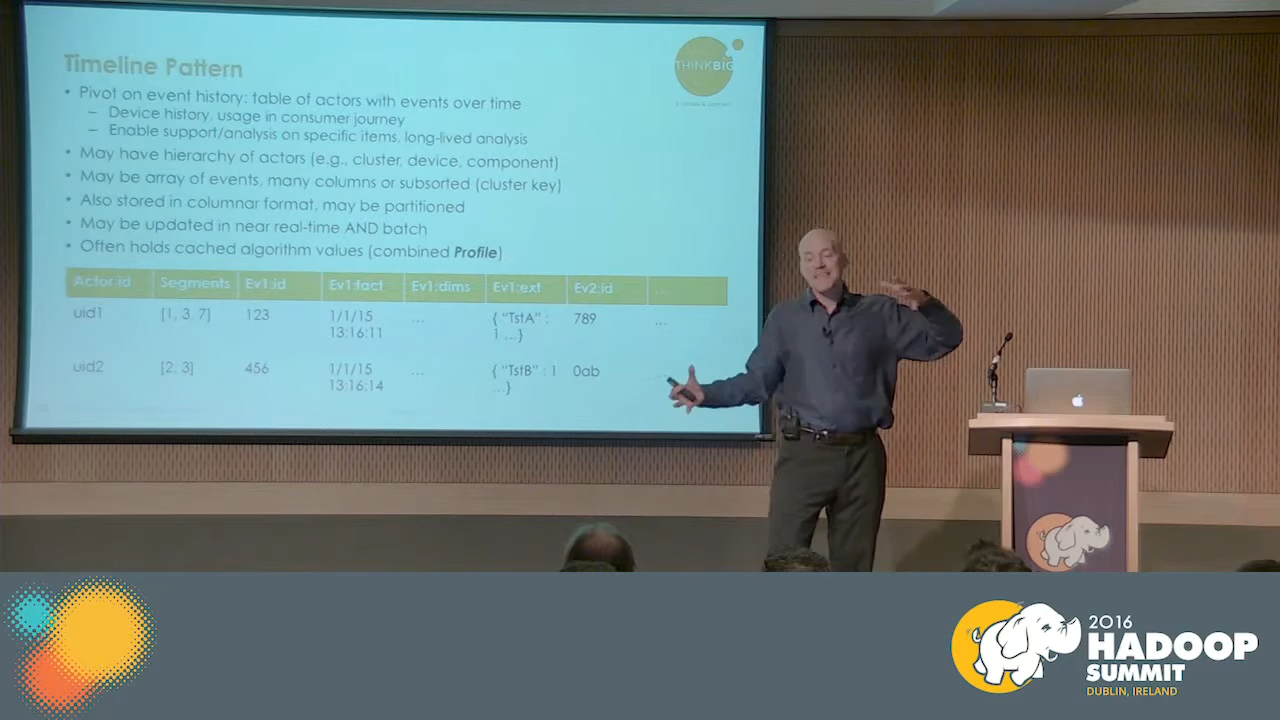 Timeline Pattern
THINKBIG
• Pivot on event history: table of actors with events over time
– Device history, usage in consumer journey
– Enable support/analysis on specific items, long-lived analysis
• May have hierarchy of actors (e.g., cluster, device, component)
• May be array of events, many columns or subsorted (cluster key)
• Also stored in columnar format, may be partitioned
• May be updated in near real-time AND batch
• Often holds cached algorithm values (combined Profile)
Actor id Segments Ev1:id Ev1:fact Ev1:dims Ev1:ext Ev2:id ...
uid1 [1, 3, 7] 123 1/1/15 ... { "TstA" : 789 ...
13:16:11 1 ...}
uid2 [2, 3] 456 1/1/15 ... { "TstB" : 1 0ab ...
13:16:14 ...}
2016
HADOOP
SUMMIT
DUBLIN, IRELAND